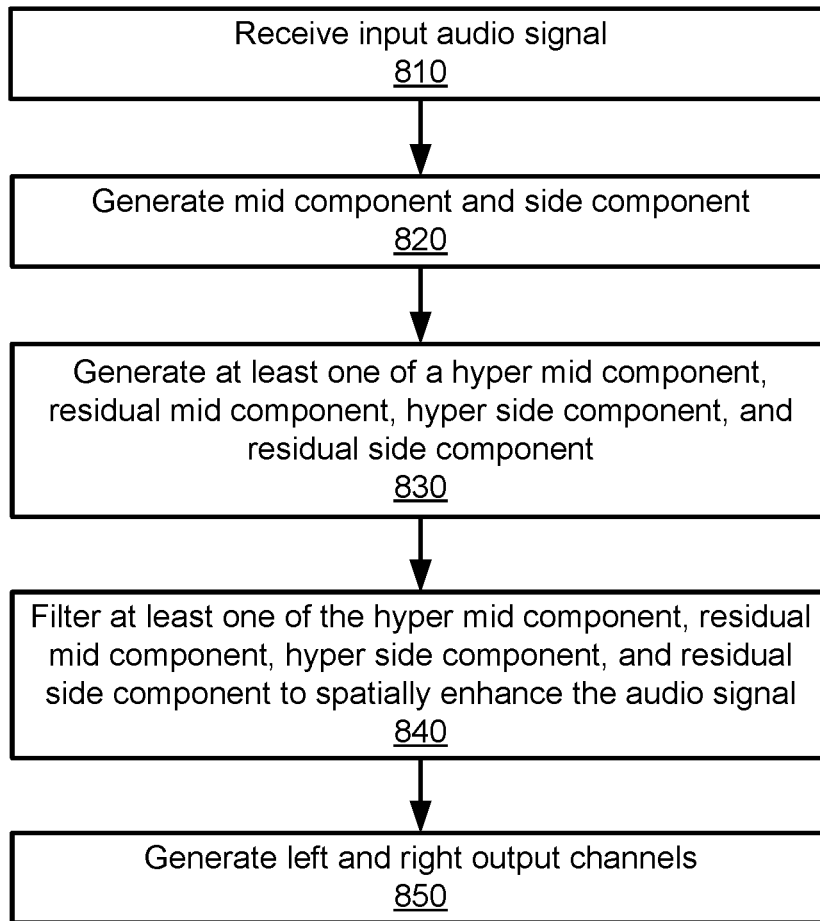 Receive input audio signal
810
Generate mid component and side component
820
Generate at least one of a hyper mid component,
residual mid component, hyper side component, and
residual side component
830
Filter at least one of the hyper mid component, residual
mid component, hyper side component, and residual
side component to spatially enhance the audio signal
840
Generate left and right output channels
850